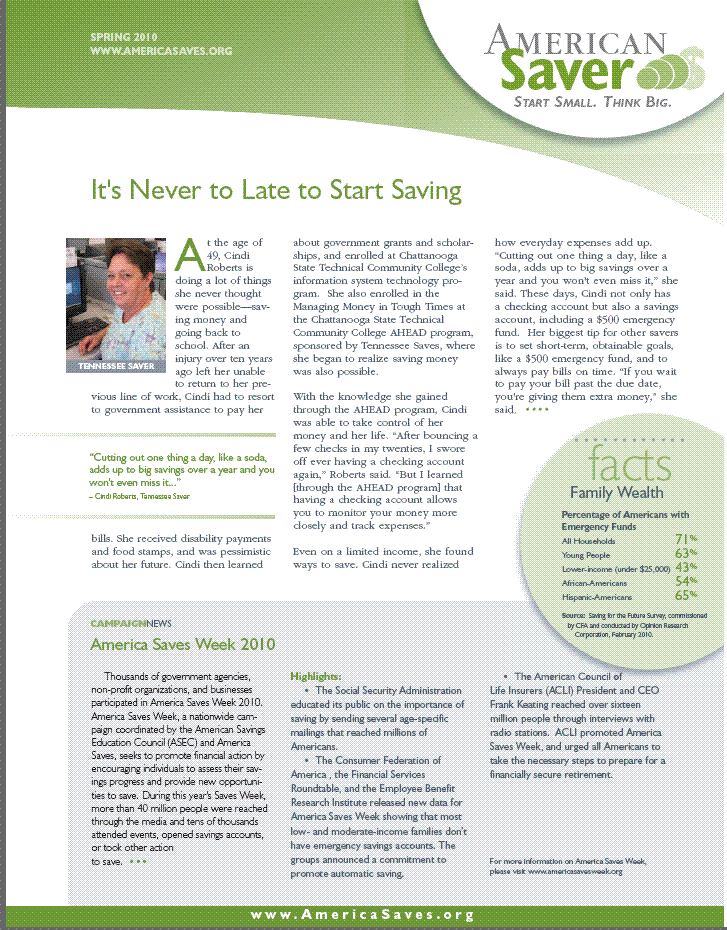 SPRING 2010
WWW.AMERICASAVES.ORG
AMERICAN
Saver
START SMALL. THINK BIG.
It's Never to Late to Start Saving
TENNESSEE SAVER
At the age of
49, Cindi
Roberts is
doing a lot of things
she never thought
were possible—sav-
ing money and
going back to
school. After an
injury over ten years
ago left her unable
to return to her pre-
vious line of work, Cindi had to resort
to government assistance to pay her
"Cutting out one thing a day, like a soda,
adds up to big savings over a year and you
won't even miss it..."
– Cindi Roberts, Tennessee Saver
bills. She received disability payments
and food stamps, and was pessimistic
about her future. Cindi then learned
about government grants and scholar-
ships, and enrolled at Chattanooga
State Technical Community College's
information system technology pro-
gram. She also enrolled in the
Managing Money in Tough Times at
the Chattanooga State Technical
Community College AHEAD program,
sponsored by Tennessee Saves, where
she began to realize saving money
was also possible.
With the knowledge she gained
through the AHEAD program, Cindi
was able to take control of her
money and her life. "After bouncing a
few checks in my twenties, I swore
off ever having a checking account
again," Roberts said. "But I learned
[through the AHEAD program] that
having a checking account allows
you to monitor your money more
closely and track expenses."
Even on a limited income, she found
ways to save. Cindi never realized
how everyday expenses add up.
"Cutting out one thing a day, like a
soda, adds up to big savings over a
year and you won't even miss it," she
said. These days, Cindi not only has
a checking account but also a savings
account, including a $500 emergency
fund. Her biggest tip for other savers
is to set short-term, obtainable goals,
like a $500 emergency fund, and to
always pay bills on time. "If you wait
to pay your bill past the due date,
you're giving them extra money," she
said. ••••
facts
Family Wealth
Percentage of Americans with
Emergency Funds
All Households 71%
Young People 63%
Lower-income (under $25,000) 43%
African-Americans 54%
Hispanic-Americans 65%
Source: Saving for the Future Survey, commissioned
by CFA and conducted by Opinion Research
Corporation, February 2010.
CAMPAIGNNEWS
America Saves Week 2010
Thousands of government agencies,
non-profit organizations, and businesses
participated in America Saves Week 2010.
America Saves Week, a nationwide cam-
paign coordinated by the American Savings
Education Council (ASEC) and America
Saves, seeks to promote financial action by
encouraging individuals to assess their sav-
ings progress and provide new opportuni-
ties to save. During this year's Saves Week,
more than 40 million people were reached
through the media and tens of thousands
attended events, opened savings accounts,
or took other action
to save. •••
Highlights:
• The Social Security Administration
educated its public on the importance of
saving by sending several age-specific
mailings that reached millions of
Americans.
• The Consumer Federation of
America , the Financial Services
Roundtable, and the Employee Benefit
Research Institute released new data for
America Saves Week showing that most
low- and moderate-income families don't
have emergency savings accounts. The
groups announced a commitment to
promote automatic saving.
• The American Council of
Life Insurers (ACLI) President and CEO
Frank Keating reached over sixteen
million people through interviews with
radio stations. ACLI promoted America
Saves Week, and urged all Americans to
take the necessary steps to prepare for a
financially secure retirement.
For more information on America Saves Week,
please visit www.americasavesweek.org
www.AmericaSaves.org